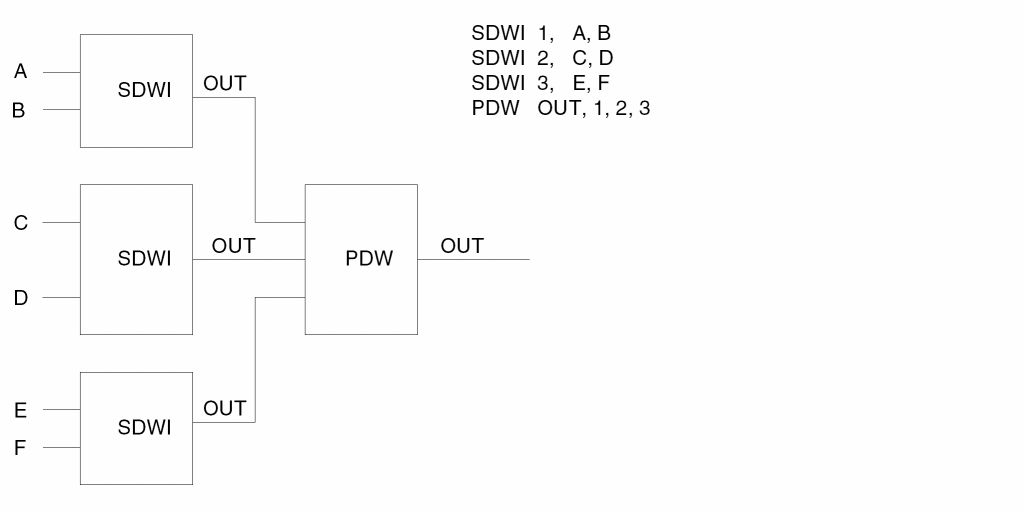 SDWI 1, A, B
SDWI 2, C, D
SDWI 3, E, F
PDW OUT, 1, 2, 3
A
B
SDWI
OUT
C
D
SDWI
OUT
PDW
OUT
E
F
SDWI
OUT